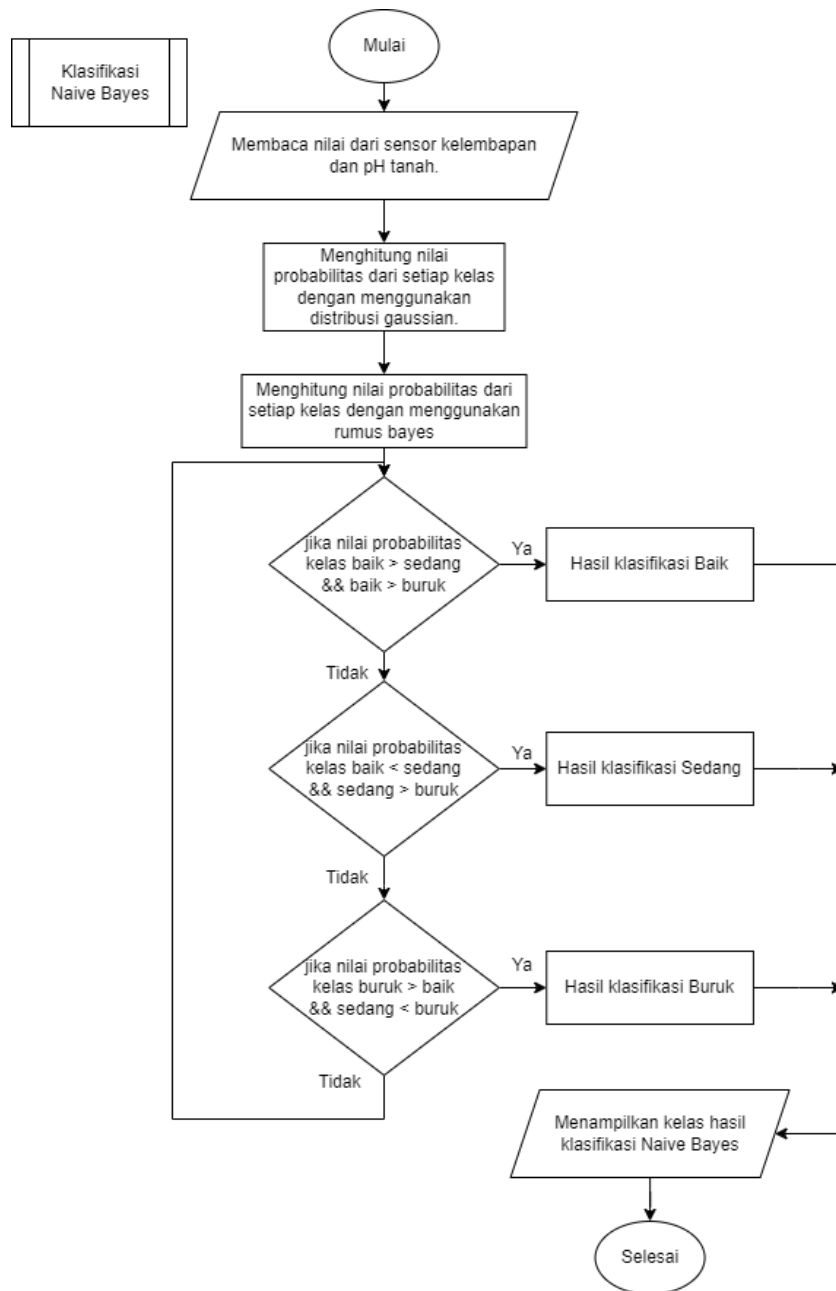 Mulai
Klasifikasi
Naive Bayes
Membaca nilai dari sensor kelembapan
dan pH tanah.
Menghitung nilai
probabilitas dari setiap kelas
dengan menggunakan
distribusi gaussian.
Menghitung nilai probabilitas dari
setiap kelas dengan menggunakan
rumus bayes
jika nilai probabilitas
kelas baik > sedang
&& baik > buruk
Ya
Hasil klasifikasi Baik
Tidak
jika nilai probabilitas
kelas baik < sedang
&& sedang > buruk
Ya
Hasil klasifikasi Sedang
Tidak
jika nilai probabilitas
kelas buruk > baik
&& sedang < buruk
Ya
Hasil klasifikasi Buruk
Tidak
Menampilkan kelas hasil
klasifikasi Naive Bayes
Selesai